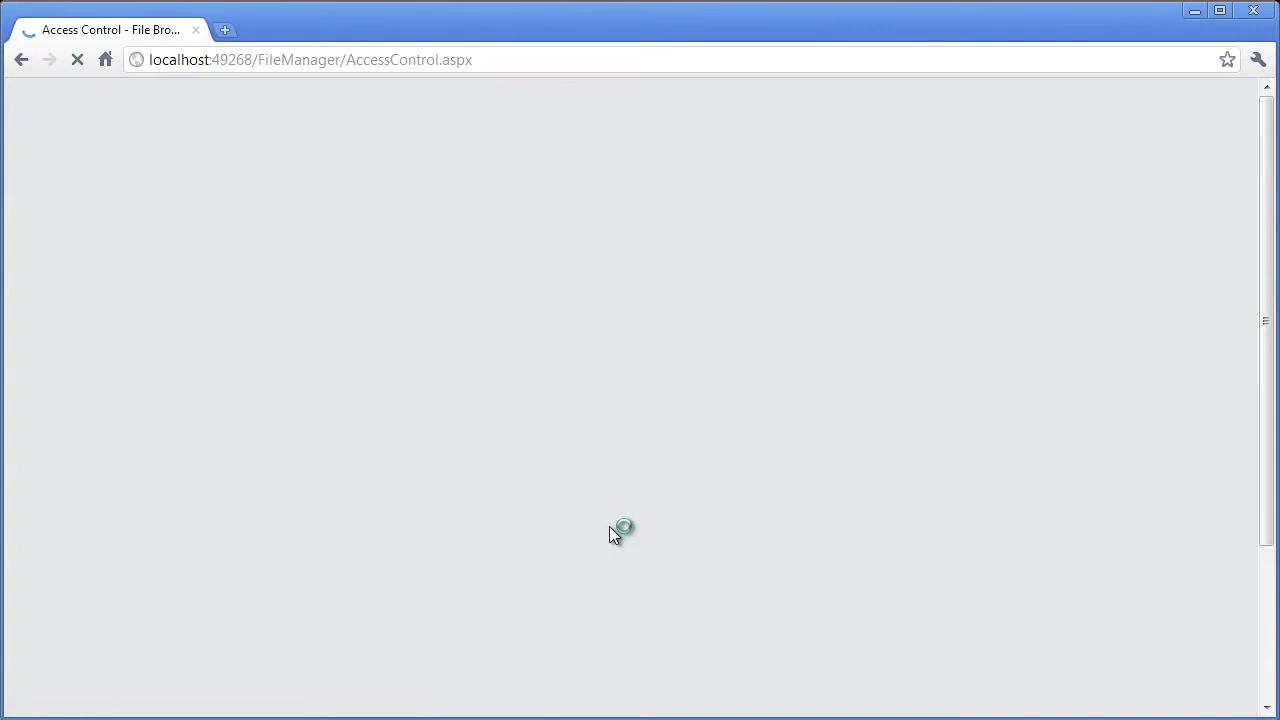 Access Control - File Bro...
localhost:49268/FileManager/AccessControl.aspx